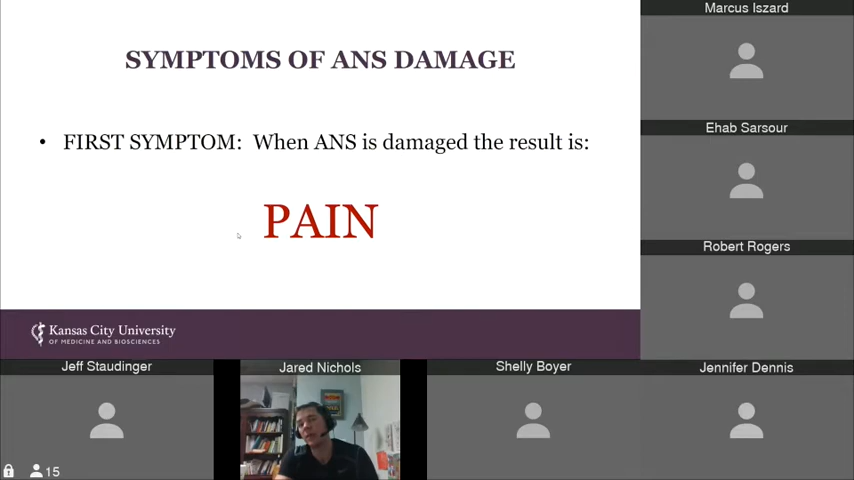 SYMPTOMS OF ANS DAMAGE
• FIRST SYMPTOM:  When ANS is damaged the result is:
PAIN
Kansas City University
OF MEDICINE AND BIOSCIENCES
Marcus Iszard
Ehab Sarsour
Robert Rogers
Jeff Staudinger
Jared Nichols
Shelly Boyer
Jennifer Dennis
15